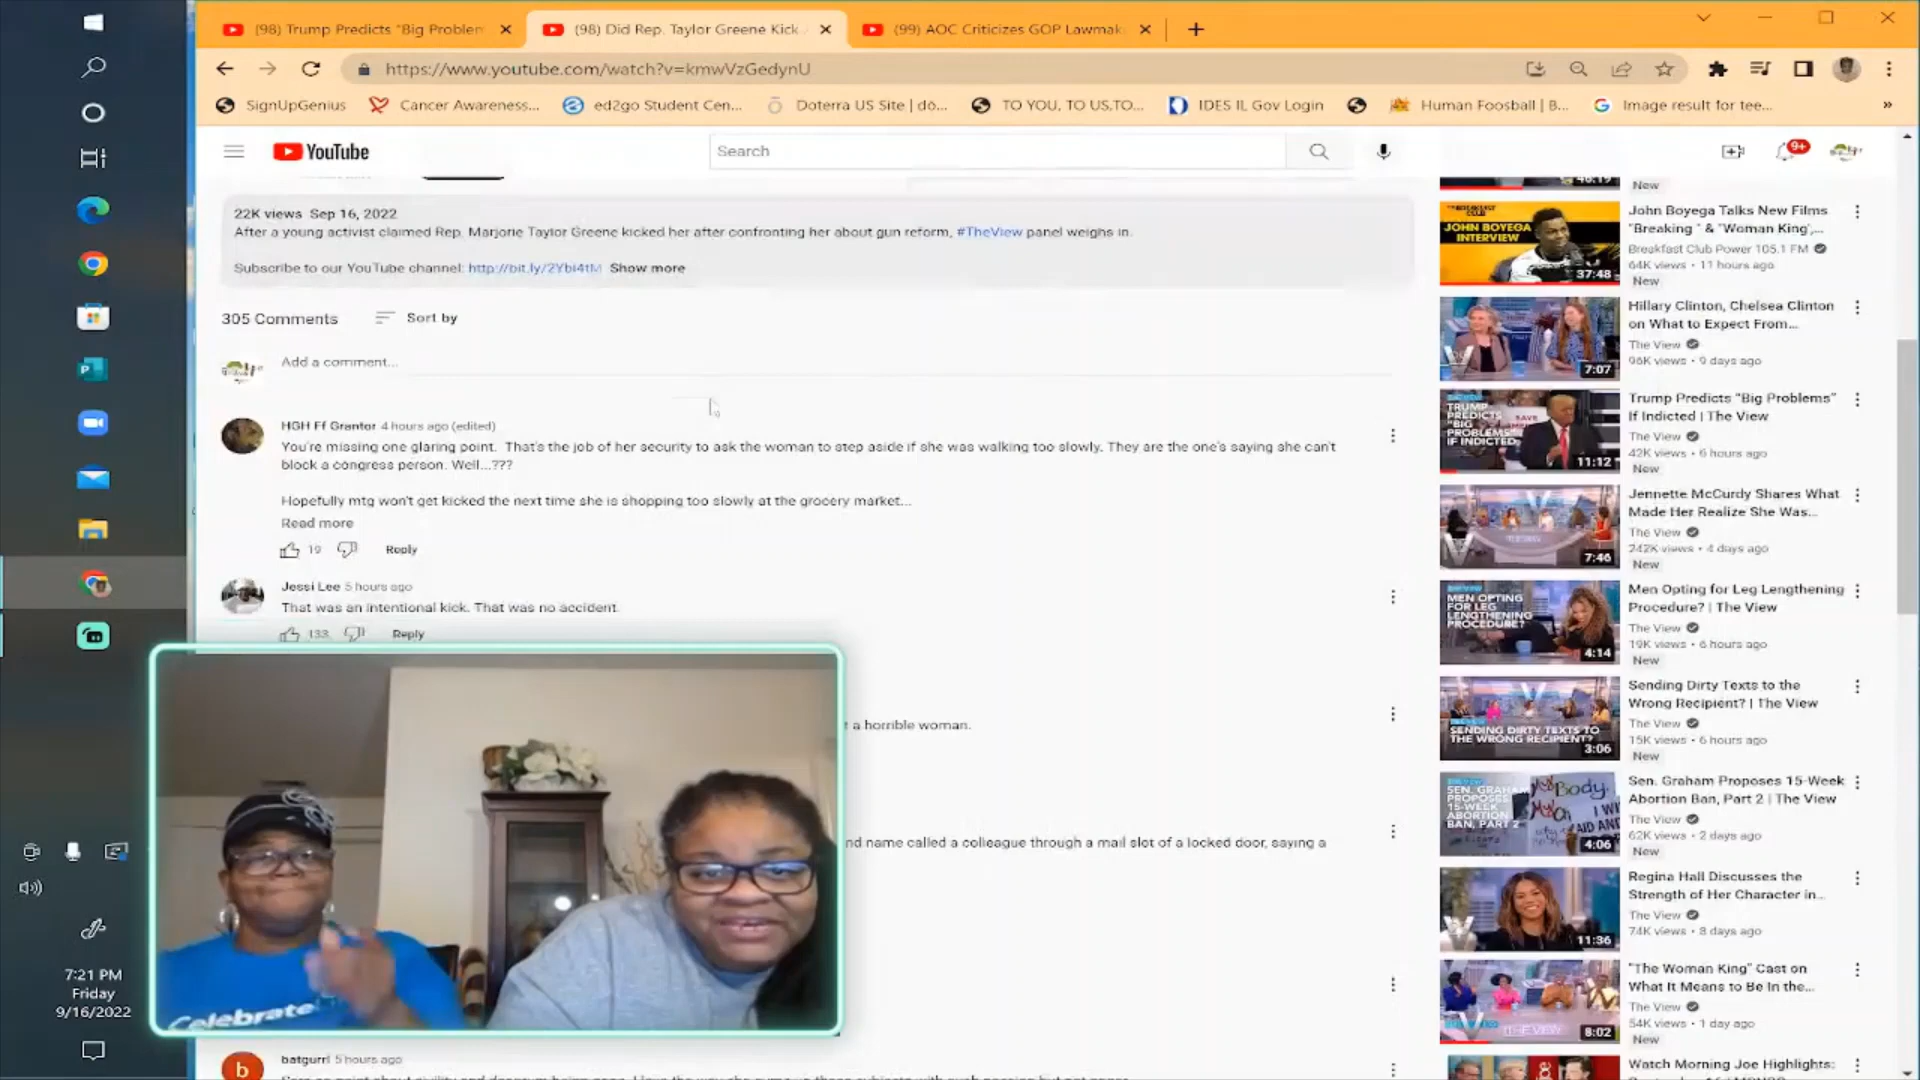 (98) Trump Predicts "Big Problem
(98) Did Rep. Taylor Greene Kick
(99) AOC Criticizes GOP Lawmak
https://www.youtube.com/watch?v=kmwVzGedynU
SignUpGenius
Cancer Awareness...
ed2go Student Cen...
Doterra US Site | dō...
TO YOU, TO US,TO...
IDES IL Gov Login
Human Foosball | B...
Image result for tee...
YouTube
Search
9+
22K views Sep 16, 2022
After a young activist claimed Rep. Marjorie Taylor Greene kicked her after confronting her about gun reform, #TheView panel weighs in.
Subscribe to our YouTube channel: http://bit.ly/2Ybi4tM Show more
305 Comments
Sort by
Add a comment...
HGH Ff Grantor 4 hours ago (edited)
You're missing one glaring point. That's the job of her security to ask the woman to step aside if she was walking too slowly. They are the one's saying she can't
block a congress person. Well...???
Hopefully mtg won't get kicked the next time she is shopping too slowly at the grocery market...
Read more
19
Reply
Jessi Lee 5 hours ago
That was an intentional kick. That was no accident.
133
Reply
a horrible woman.
nd name called a colleague through a mail slot of a locked door, saying a
batgurrl 5 hours ago
b
Celebrate
7:21 PM
Friday
9/16/2022
New
JOHN BOYEGA
INTERVIEW
37:48
John Boyega Talks New Films
"Breaking " & "Woman King',...
Breakfast Club Power 105.1 FM
64K views • 11 hours ago
New
7:07
Hillary Clinton, Chelsea Clinton
on What to Expect From...
The View
96K views • 9 days ago
TRUMP
PREDICTS
"BIG
PROBLEMS"
IF INDICTED
11:12
Trump Predicts "Big Problems"
If Indicted | The View
The View
42K views • 6 hours ago
New
7:46
Jennette McCurdy Shares What
Made Her Realize She Was...
The View
242K views • 4 days ago
New
MEN OPTING
FOR LEG
LENGTHENING
PROCEDURE?
4:14
Men Opting for Leg Lengthening
Procedure? | The View
The View
19K views • 6 hours ago
New
SENDING DIRTY TEXTS TO
THE WRONG RECIPIENT?
3:06
Sending Dirty Texts to the
Wrong Recipient? | The View
The View
15K views • 6 hours ago
New
SEN. GRAHAM
PROPOSES
15-WEEK
ABORTION
BAN, PART 2
4:06
Sen. Graham Proposes 15-Week
Abortion Ban, Part 2 | The View
The View
62K views • 2 days ago
New
11:36
Regina Hall Discusses the
Strength of Her Character in...
The View
74K views • 8 days ago
THE VIEW
8:02
"The Woman King" Cast on
What It Means to Be In the...
The View
54K views • 1 day ago
New
Watch Morning Joe Highlights: